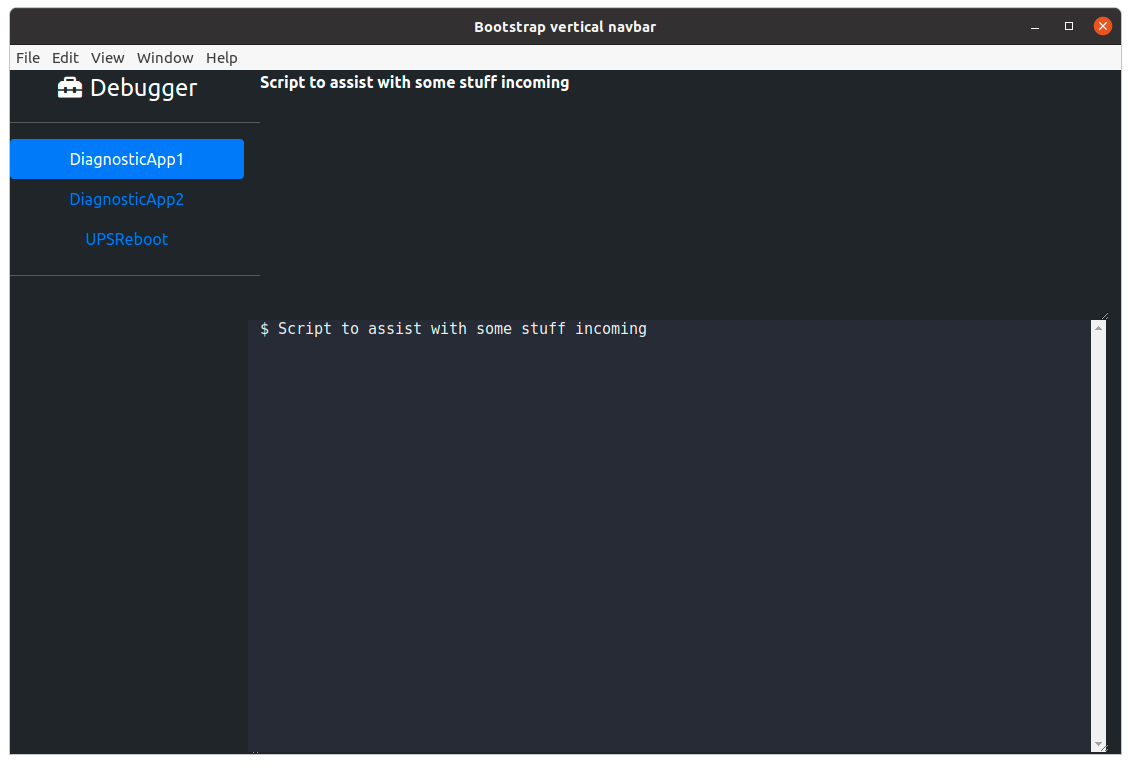 Bootstrap vertical navbar
File Edit View Window Help
Debugger
DiagnosticApp1
DiagnosticApp2
UPSReboot
Script to assist with some stuff incoming
$ Script to assist with some stuff incoming